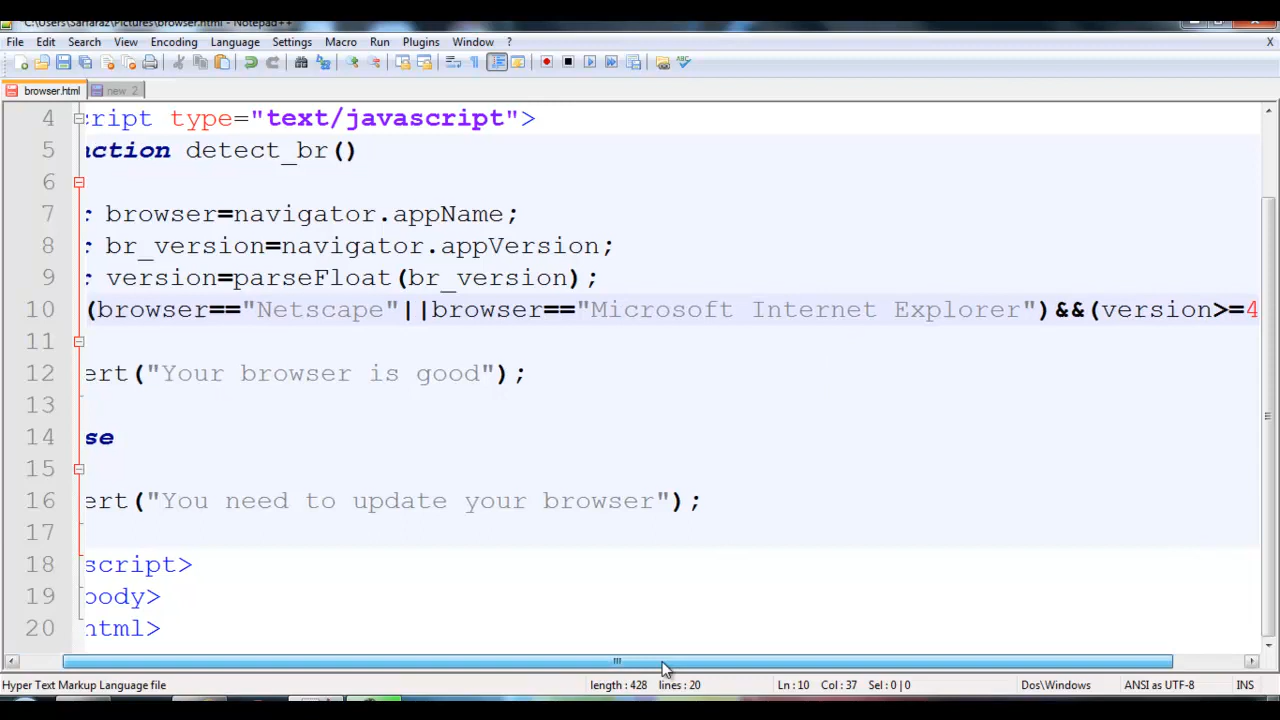 C:\Users\Sarfaraz\Pictures\browser.html - Notepad++
File Edit Search View Encoding Language Settings Macro Run Plugins Window ? X
browser.html new 2
4 cript type="text/javascript">
5 nction detect_br()
6
7 r browser=navigator.appName;
8 r br_version=navigator.appVersion;
9 r version=parseFloat(br_version);
10 (browser=="Netscape"||browser=="Microsoft Internet Explorer")&&(version>=4
11
12 ert("Your browser is good");
13
14 se
15
16 ert("You need to update your browser");
17
18 script>
19 body>
20 html>
Hyper Text Markup Language file length : 428 lines : 20 Ln : 10 Col : 37 Sel : 0 | 0 Dos\Windows ANSI as UTF-8 INS